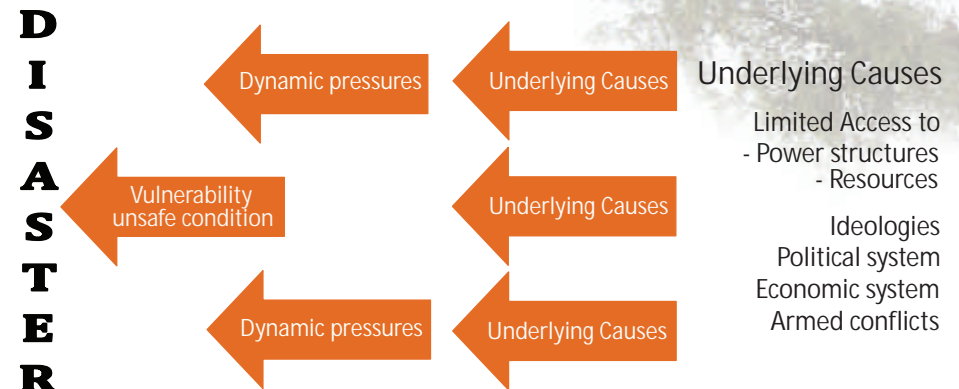 D
I
S
A
S
T
E
R
Dynamic pressures
Underlying Causes
Vulnerability
unsafe condition
Underlying Causes
Dynamic pressures
Underlying Causes
Underlying Causes
Limited Access to
- Power structures
- Resources
Ideologies
Political system
Economic system
Armed conflicts